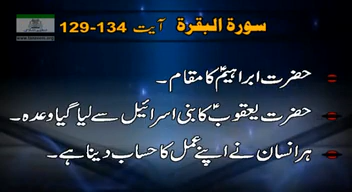 سورۃ البقرۃ آیت 134-129
حضرت ابراہیمؑ کا مقام۔
حضرت یعقوبؑ کا بنی اسرائیل سے لیا گیا وعدہ۔
ہر انسان نے اپنے عمل کا حساب دینا ہے۔